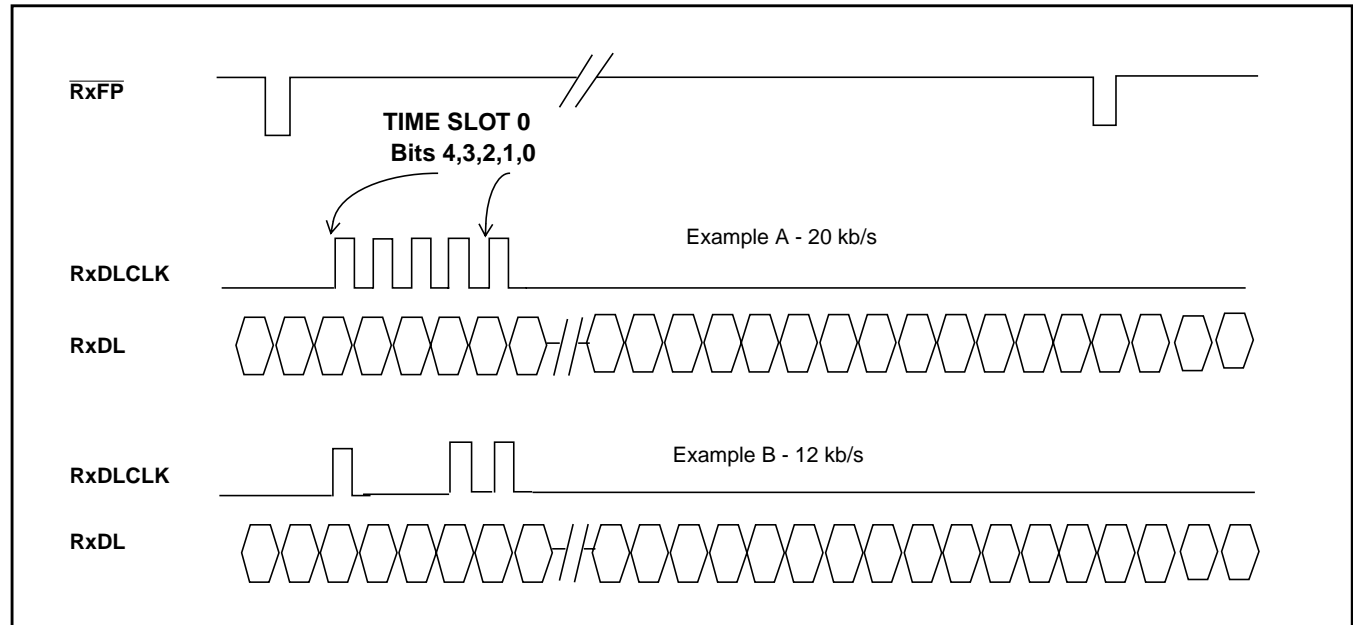 RxFP
TIME SLOT 0
Bits 4,3,2,1,0
Example A - 20 kb/s
RxDLCLK
RxDL
Example B - 12 kb/s
RxDLCLK
RxDL